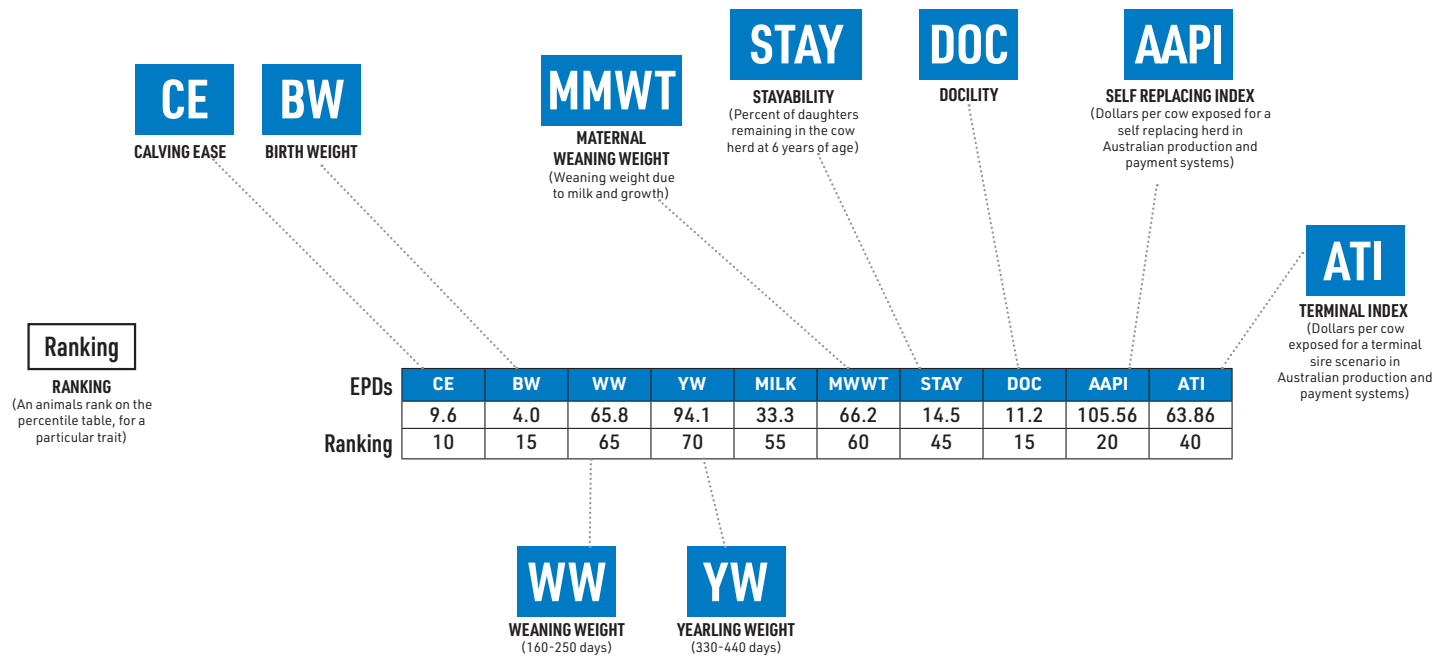 CE
CALVING EASE
BW
BIRTH WEIGHT
MMWT
MATERNAL
WEANING WEIGHT
(Weaning weight due
to milk and growth)
STAY
STAYABILITY
(Percent of daughters
remaining in the cow
herd at 6 years of age)
DOC
DOCILITY
AAPI
SELF REPLACING INDEX
(Dollars per cow exposed for a
self replacing herd in
Australian production and
payment systems)
ATI
TERMINAL INDEX
(Dollars per cow
exposed for a terminal
sire scenario in
Australian production and
payment systems)
Ranking
RANKING
(An animals rank on the
percentile table, for a
particular trait)
EPDs CE BW WW YW MILK MWWT STAY DOC AAPI ATI
9.6 4.0 65.8 94.1 33.3 66.2 14.5 11.2 105.56 63.86
Ranking 10 15 65 70 55 60 45 15 20 40
WW
WEANING WEIGHT
(160-250 days)
YW
YEARLING WEIGHT
(330-440 days)